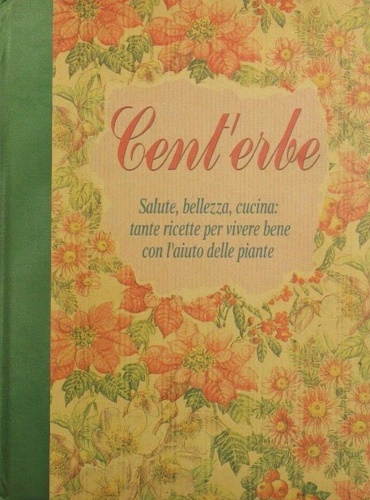 Cent'erbe
Salute, bellezza, cucina:
tante ricette per vivere bene
con l'aiuto delle piante